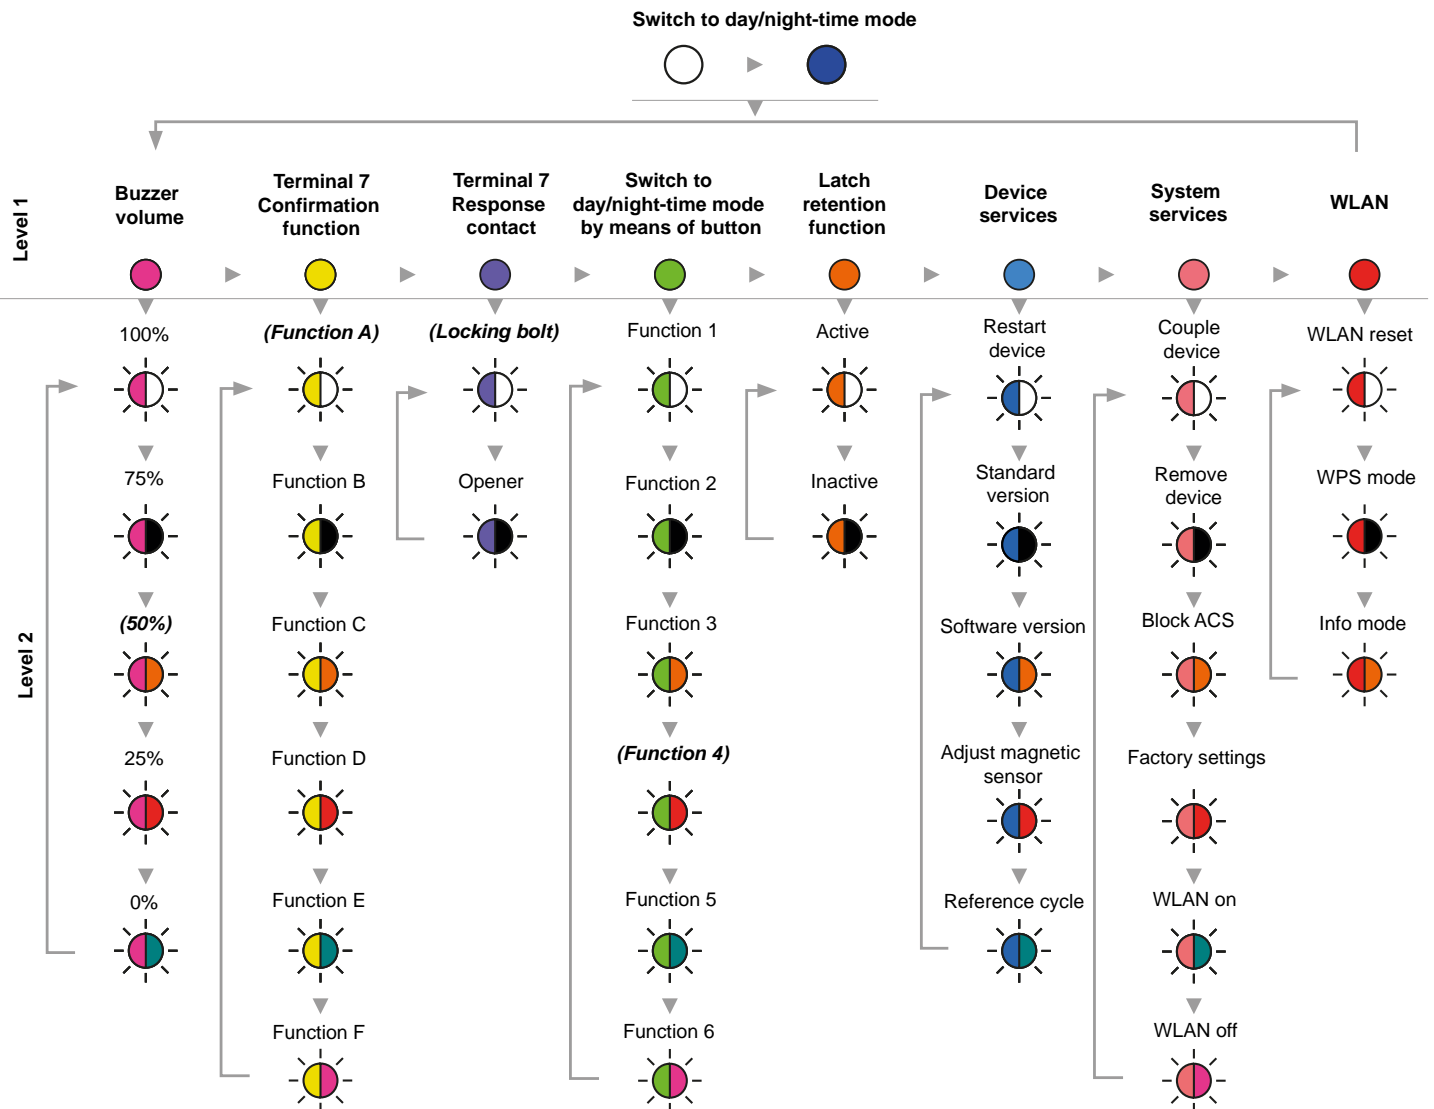 Switch to day/night-time mode
Level 1
Buzzer
volume
Terminal 7
Confirmation
function
Terminal 7
Response
contact
Switch to
day/night-time mode
by means of button
Latch
retention
function
Device
services
System
services
WLAN
Level 2
100%
75%
(50%)
25%
0%
(Function A)
Function B
Function C
Function D
Function E
Function F
(Locking bolt)
Opener
Function 1
Function 2
Function 3
(Function 4)
Function 5
Function 6
Active
Inactive
Restart
device
Standard
version
Software version
Adjust magnetic
sensor
Reference cycle
Couple
device
Remove
device
Block ACS
Factory settings
WLAN on
WLAN off
WLAN reset
WPS mode
Info mode